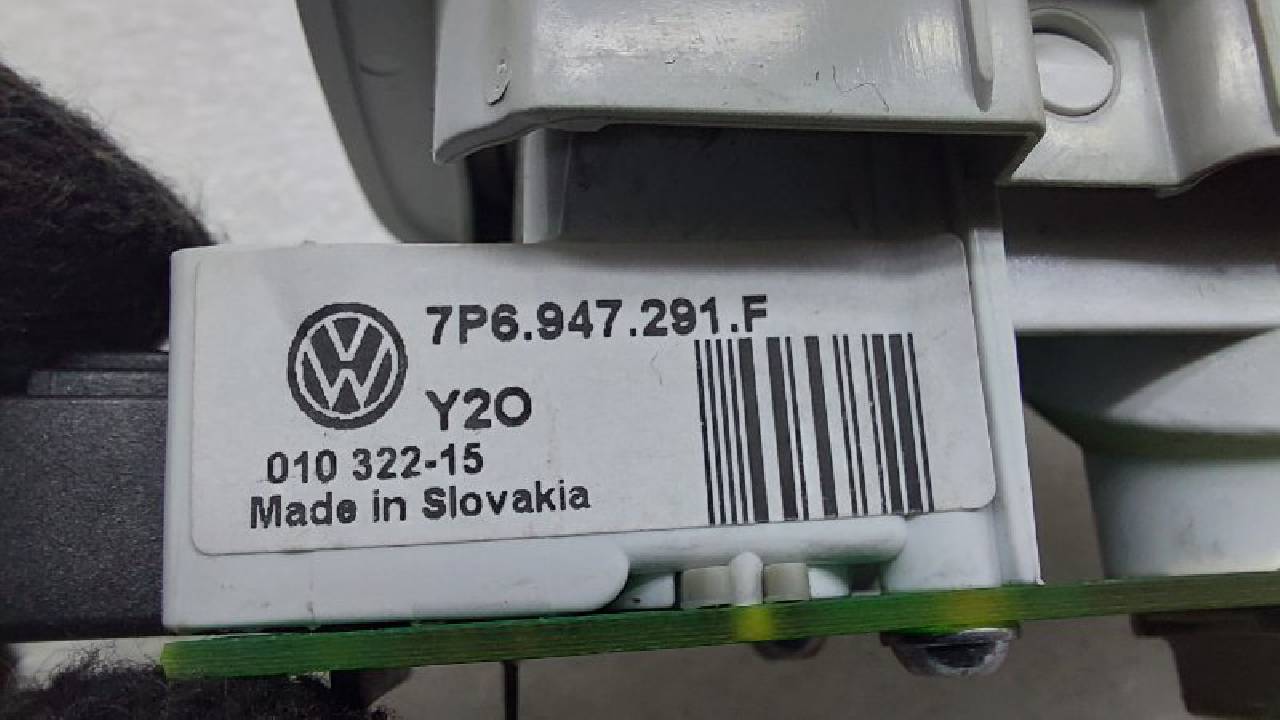 7P6.947.291.F
Y2O
010 322-15
Made in Slovakia